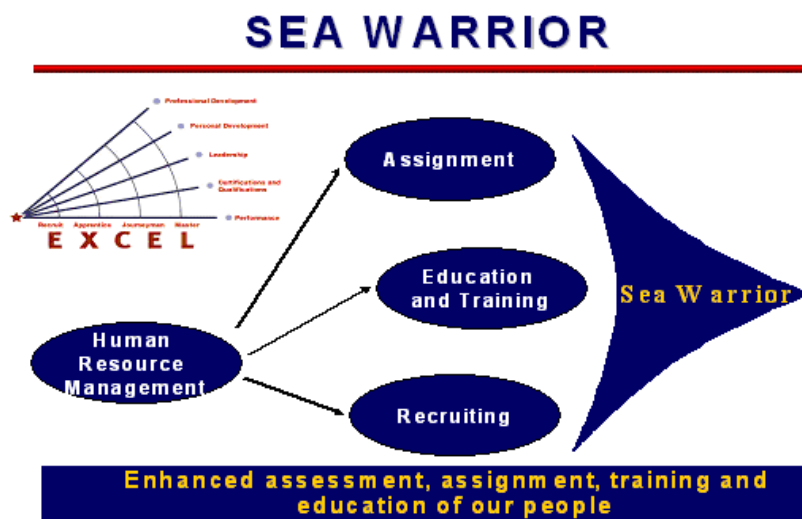 SEA WARRIOR
Professional Development
Personal Development
Leadership
Certifications and
Qualifications
Performance
Recruit Apprentice Journeyman Master
E X C E L
Assignment
Education
and Training
Human
Resource
Management
Recruiting
Sea Warrior
Enhanced assessment, assignment, training and
education of our people